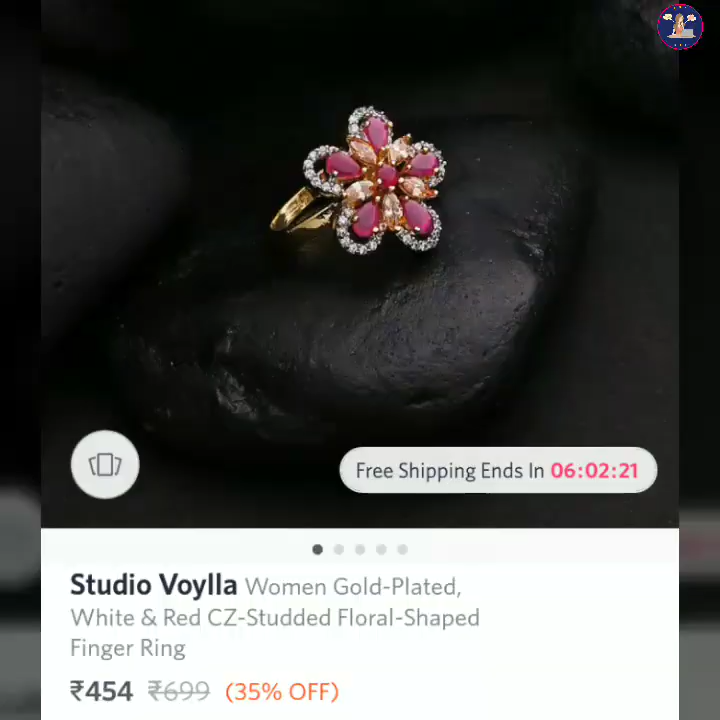 Free Shipping Ends In 06:02:21
Studio Voylla Women Gold-Plated,
White & Red CZ-Studded Floral-Shaped
Finger Ring
₹454 ₹699 (35% OFF)